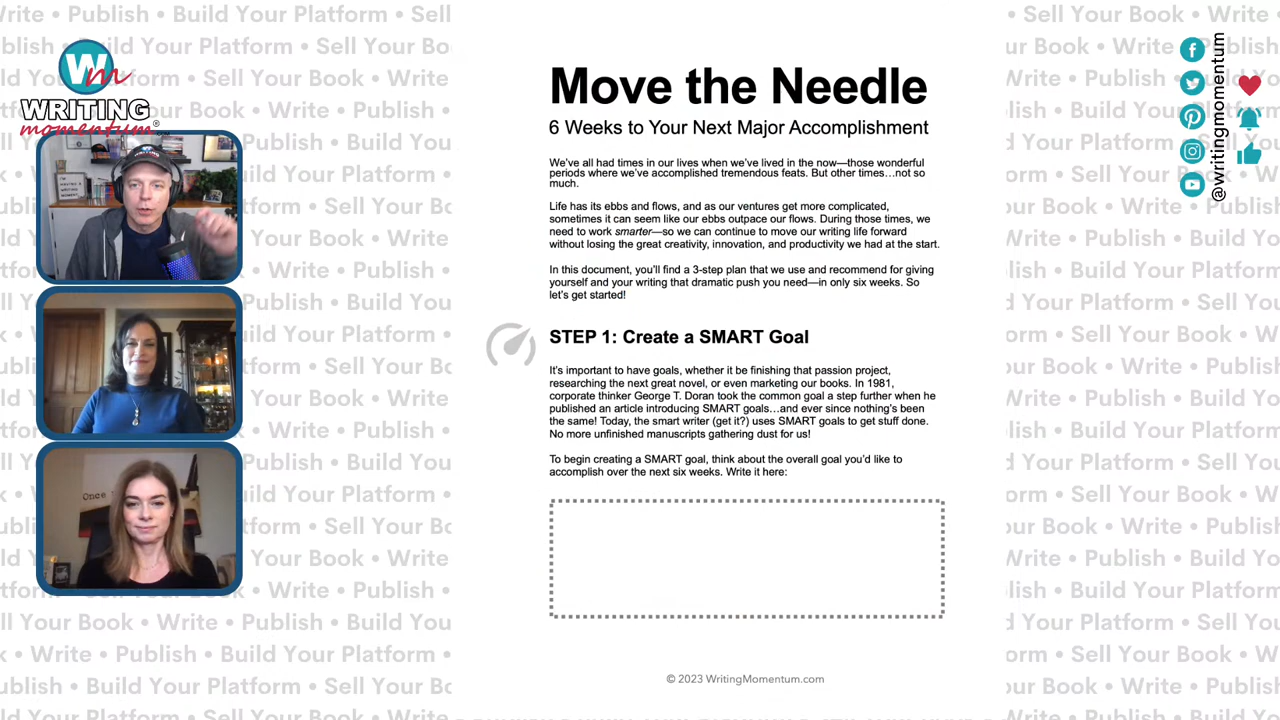 Write • Publish • Build Your Platform • Sell
WRITING
momentum
Once
Move the Needle
6 Weeks to Your Next Major Accomplishment
We've all had times in our lives when we've lived in the now—those wonderful
periods where we've accomplished tremendous feats. But other times…not so
much.
Life has its ebbs and flows, and as our ventures get more complicated,
sometimes it can seem like our ebbs outpace our flows. During those times, we
need to work smarter—so we can continue to move our writing life forward
without losing the great creativity, innovation, and productivity we had at the start.
In this document, you'll find a 3-step plan that we use and recommend for giving
yourself and your writing that dramatic push you need—in only six weeks. So
let's get started!
STEP 1: Create a SMART Goal
It's important to have goals, whether it be finishing that passion project,
researching the next great novel, or even marketing our books. In 1981,
corporate thinker George T. Doran took the common goal a step further when he
published an article introducing SMART goals…and ever since nothing's been
the same! Today, the smart writer (get it?) uses SMART goals to get stuff done.
No more unfinished manuscripts gathering dust for us!
To begin creating a SMART goal, think about the overall goal you'd like to
accomplish over the next six weeks. Write it here:
© 2023 WritingMomentum.com
@writingmomentum